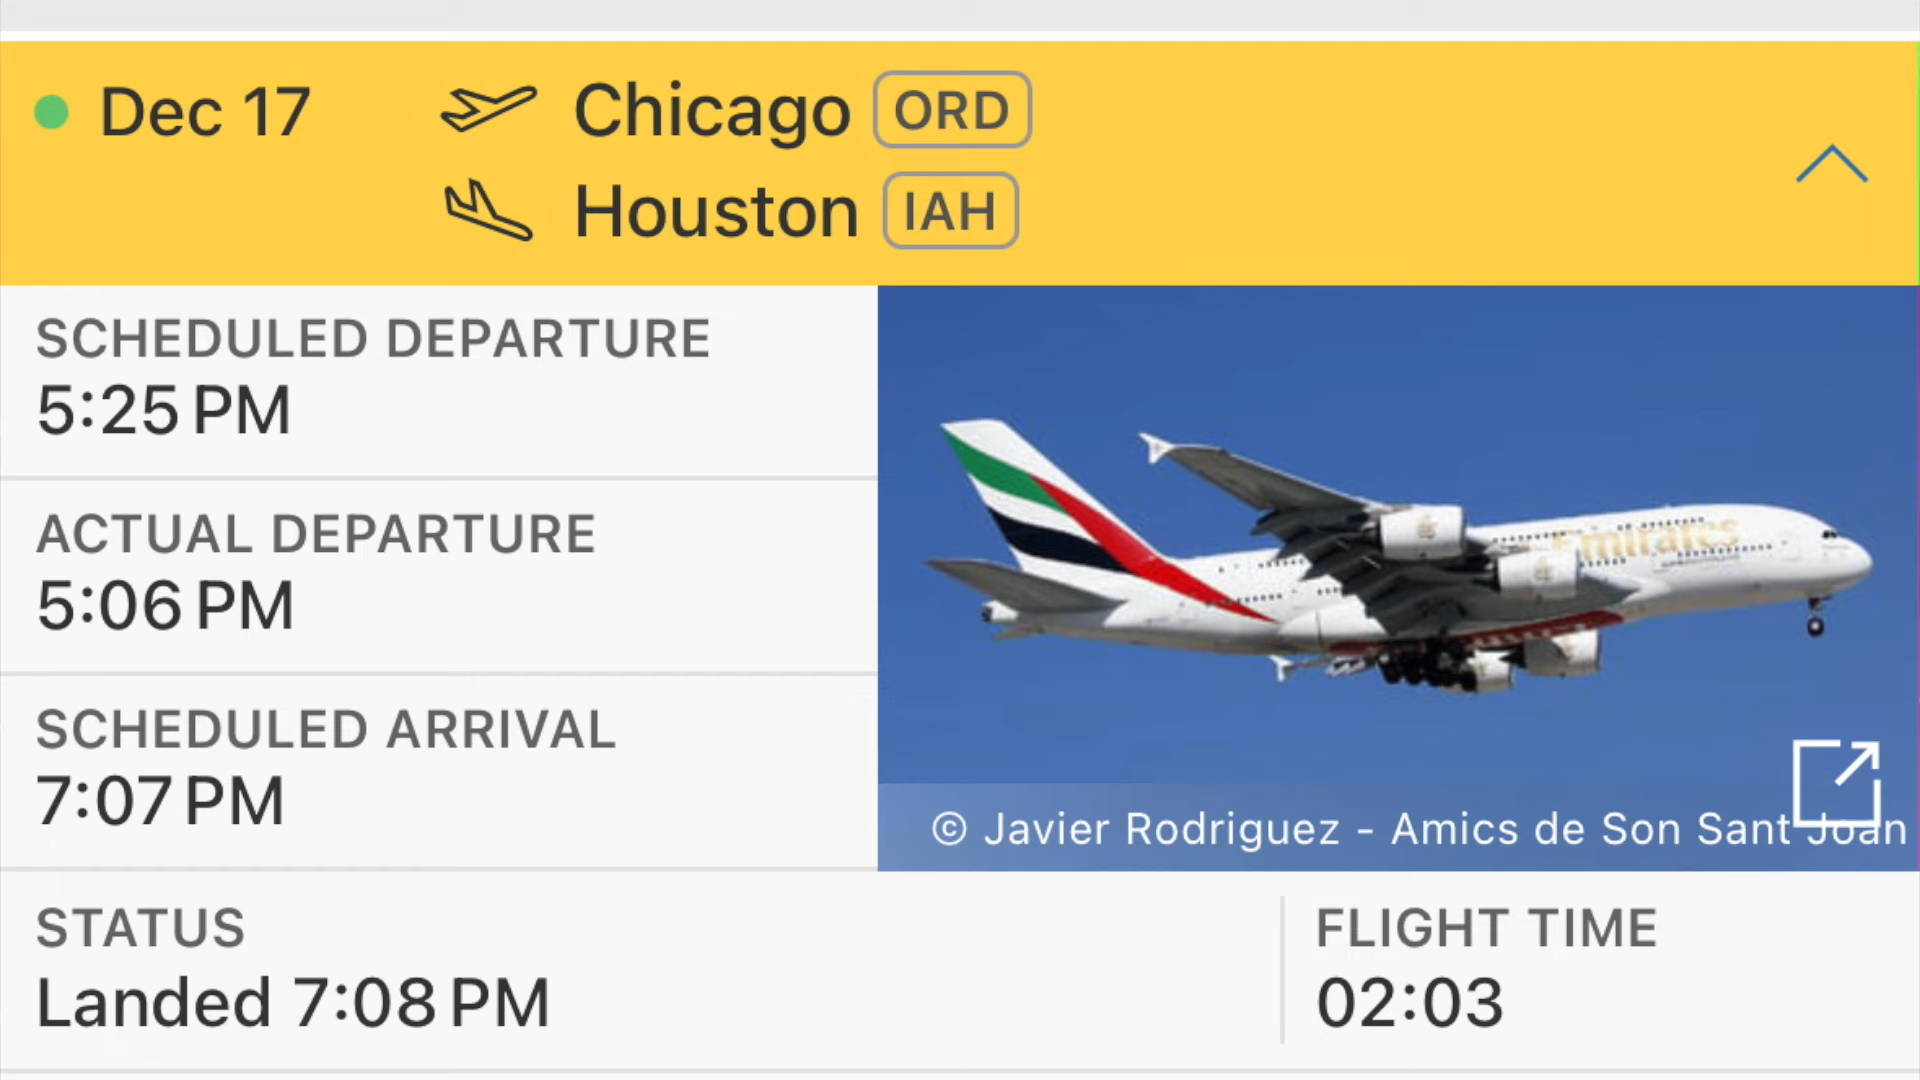 Dec 17
Chicago ORD
Houston IAH
SCHEDULED DEPARTURE
5:25 PM
ACTUAL DEPARTURE
5:06 PM
SCHEDULED ARRIVAL
7:07 PM
Emirates
© Javier Rodriguez - Amics de Son Sant Joan
STATUS
Landed 7:08 PM
FLIGHT TIME
02:03